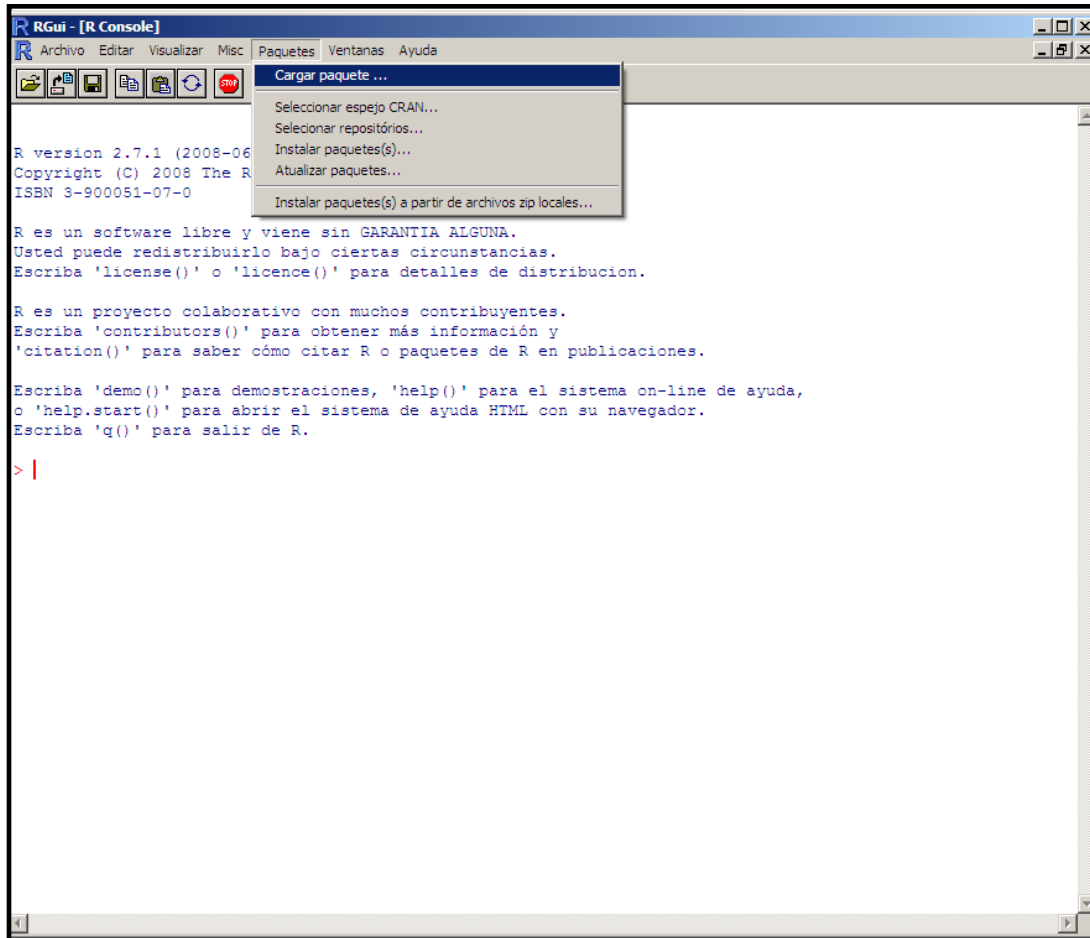 RGui - [R Console]
Archivo Editar Visualizar Misc Paquetes Ventanas Ayuda
STOP
Cargar paquete ...
Seleccionar espejo CRAN...
Selecionar repositórios...
Instalar paquetes(s)...
Atualizar paquetes...
Instalar paquetes(s) a partir de archivos zip locales...
R version 2.7.1 (2008-06
Copyright (C) 2008 The R
ISBN 3-900051-07-0
R es un software libre y viene sin GARANTIA ALGUNA.
Usted puede redistribuirlo bajo ciertas circunstancias.
Escriba 'license()' o 'licence()' para detalles de distribucion.
R es un proyecto colaborativo con muchos contribuyentes.
Escriba 'contributors()' para obtener más información y
'citation()' para saber cómo citar R o paquetes de R en publicaciones.
Escriba 'demo()' para demostraciones, 'help()' para el sistema on-line de ayuda,
o 'help.start()' para abrir el sistema de ayuda HTML con su navegador.
Escriba 'q()' para salir de R.
>